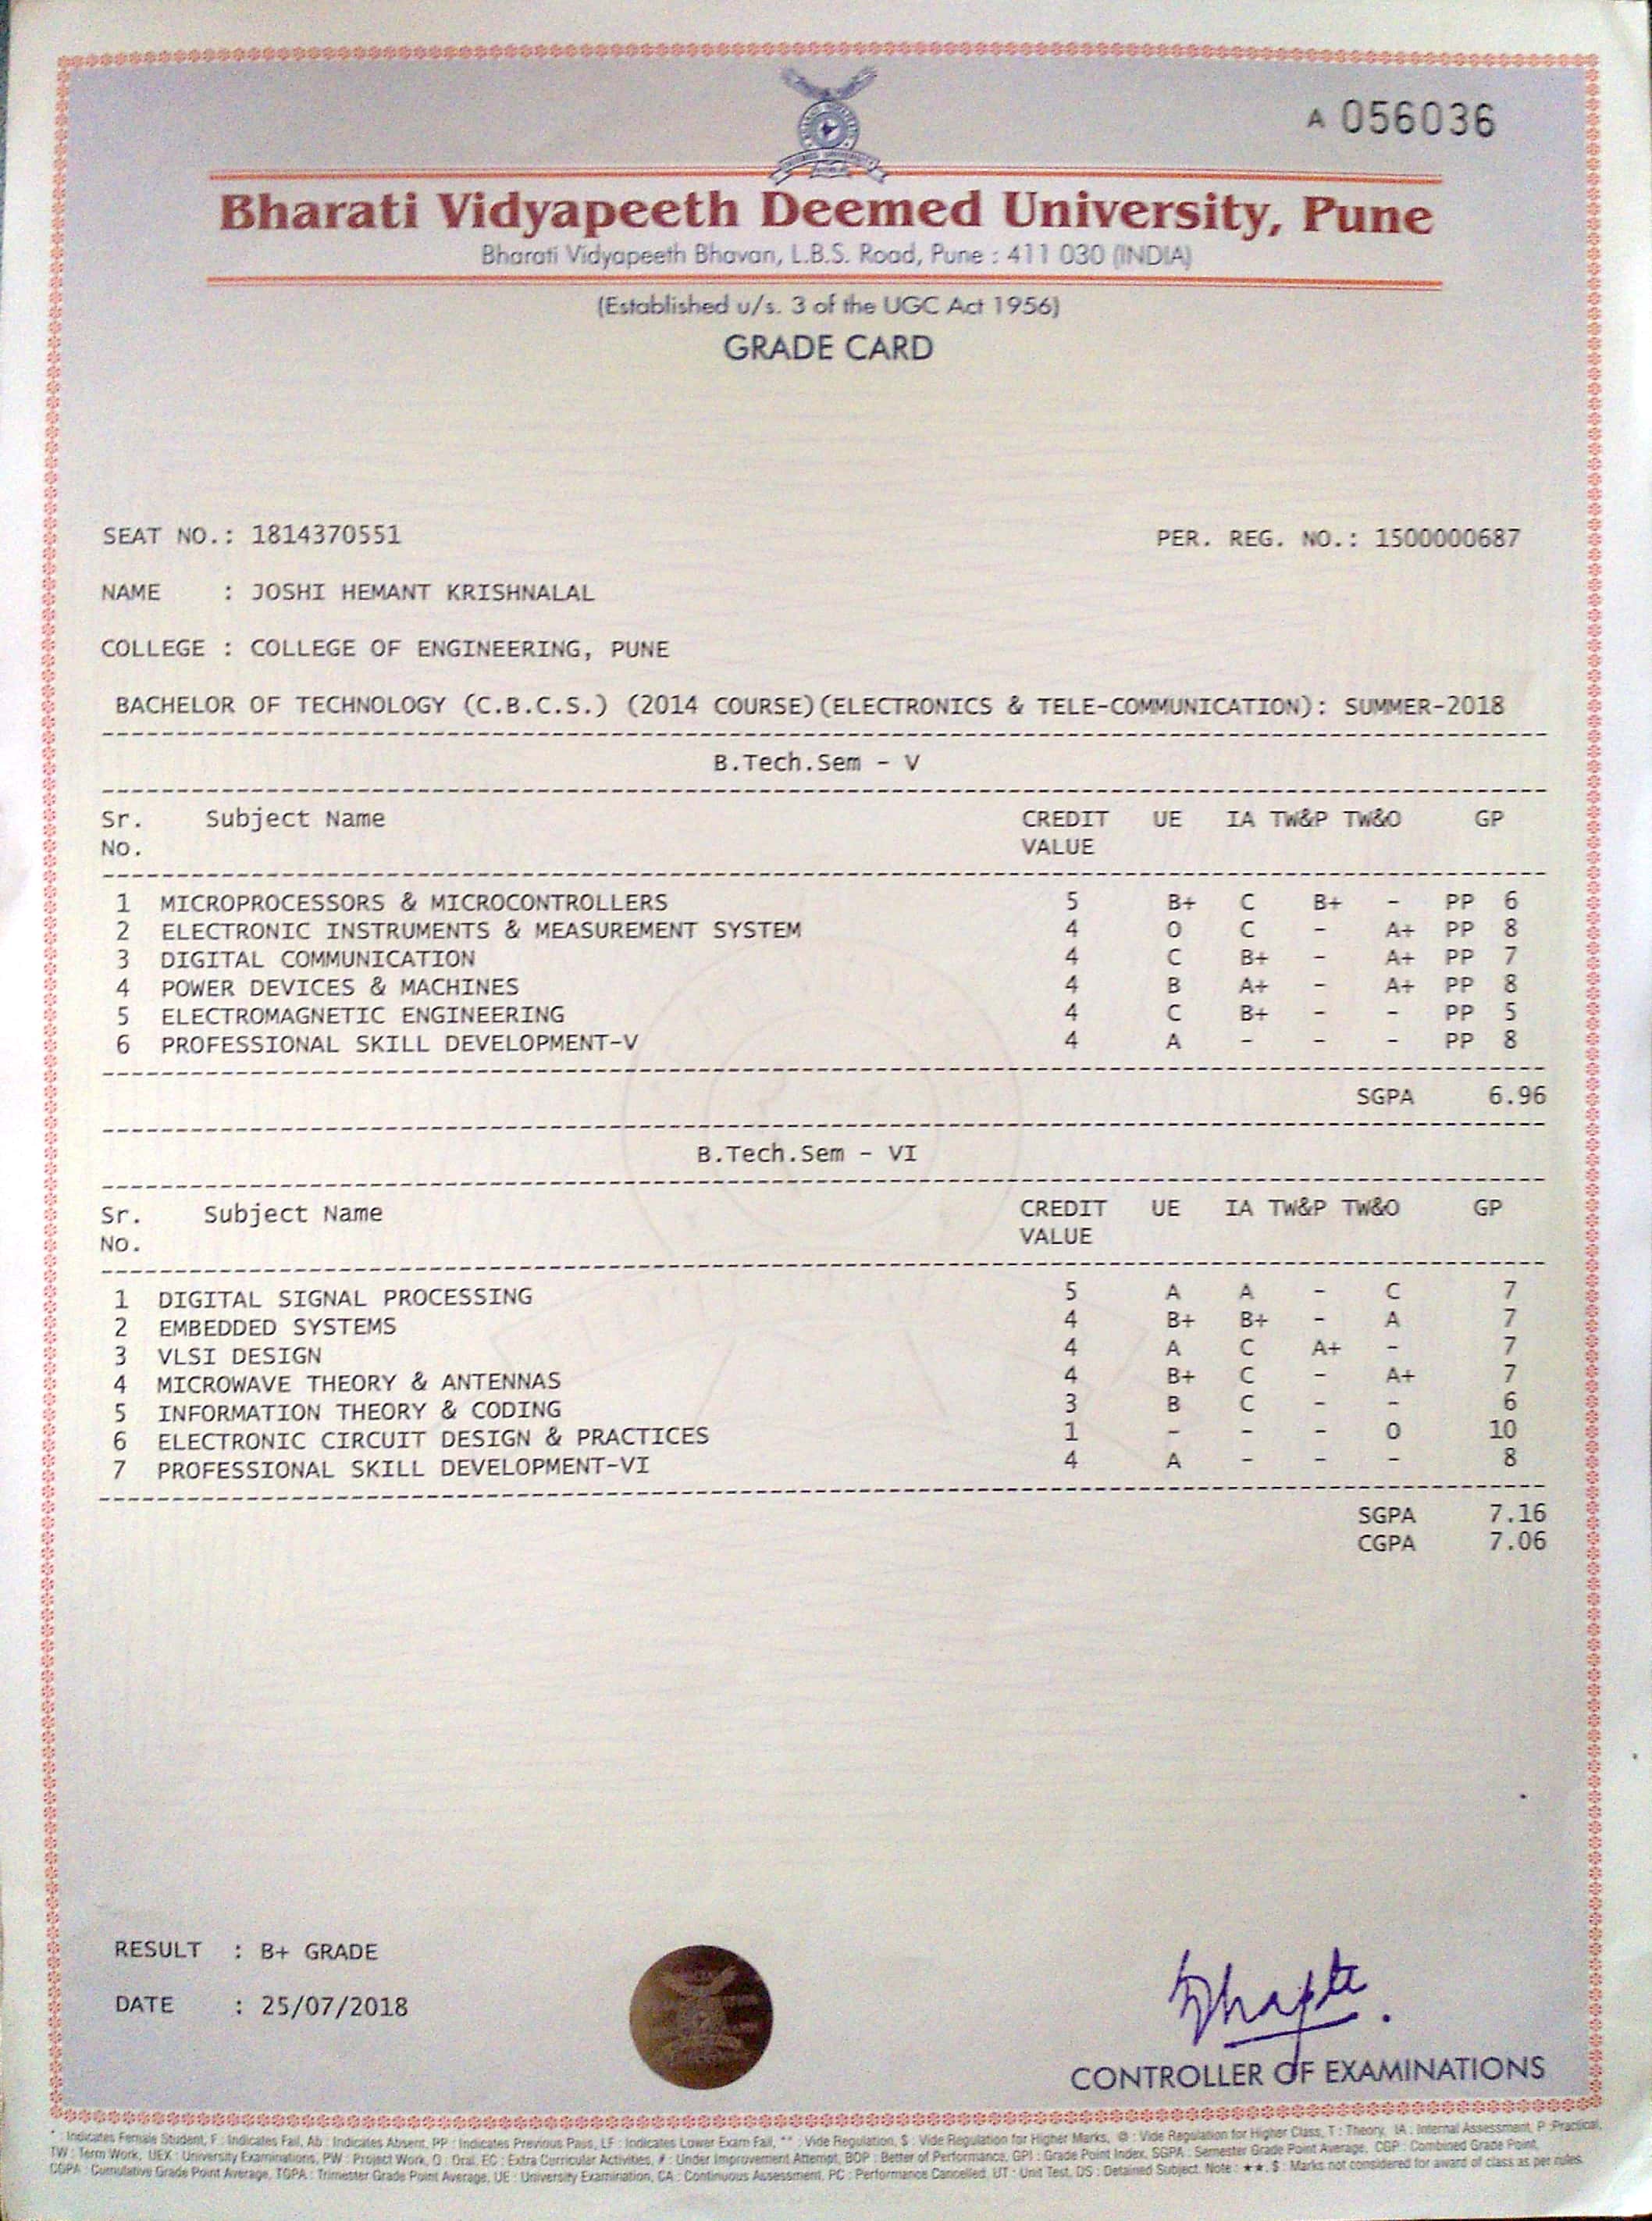 A 056036
Bharati Vidyapeeth Deemed University, Pune
Bharati Vidyapeeth Bhavan, L.B.S. Road, Pune : 411 030 (INDIA)
(Established u/s. 3 of the UGC Act 1956)
GRADE CARD
SEAT NO.: 1814370551 PER. REG. NO.: 1500000687
NAME : JOSHI HEMANT KRISHNALAL
COLLEGE : COLLEGE OF ENGINEERING, PUNE
BACHELOR OF TECHNOLOGY (C.B.C.S.) (2014 COURSE)(ELECTRONICS & TELE-COMMUNICATION): SUMMER-2018
B.Tech.Sem - V
Sr. Subject Name CREDIT UE IA TW&P TW&O GP
No. VALUE
1 MICROPROCESSORS & MICROCONTROLLERS 5 B+ C B+ - PP 6
2 ELECTRONIC INSTRUMENTS & MEASUREMENT SYSTEM 4 O C - A+ PP 8
3 DIGITAL COMMUNICATION 4 C B+ - A+ PP 7
4 POWER DEVICES & MACHINES 4 B A+ - A+ PP 8
5 ELECTROMAGNETIC ENGINEERING 4 C B+ - - PP 5
6 PROFESSIONAL SKILL DEVELOPMENT-V 4 A - - - PP 8
SGPA 6.96
B.Tech.Sem - VI
Sr. Subject Name CREDIT UE IA TW&P TW&O GP
No. VALUE
1 DIGITAL SIGNAL PROCESSING 5 A A - C 7
2 EMBEDDED SYSTEMS 4 B+ B+ - A 7
3 VLSI DESIGN 4 A C A+ - 7
4 MICROWAVE THEORY & ANTENNAS 4 B+ C - A+ 7
5 INFORMATION THEORY & CODING 3 B C - - 6
6 ELECTRONIC CIRCUIT DESIGN & PRACTICES 1 - - - O 10
7 PROFESSIONAL SKILL DEVELOPMENT-VI 4 A - - - 8
SGPA 7.16
CGPA 7.06
RESULT : B+ GRADE
DATE : 25/07/2018
CONTROLLER OF EXAMINATIONS
* : Indicates Female Student, F : Indicates Fail, Ab : Indicates Absent, PP : Indicates Previous Pass, LF : Indicates Lower Exam Fail, ** : Vide Regulation, $ : Vide Regulation for Higher Marks, @ : Vide Regulation for Higher Class, T : Theory, IA : Internal Assessment, P :Practical,
TW : Term Work, UEX : University Examinations, PW : Project Work, O : Oral, EC : Extra Curricular Activities, # : Under Improvement Attempt, BOP : Better of Performance, GPI : Grade Point Index, SGPA : Semester Grade Point Average, CGP : Combined Grade Point,
CGPA : Cumulative Grade Point Average, TGPA : Trimester Grade Point Average, UE : University Examination, CA : Continuous Assessment, PC : Performance Cancelled, UT : Unit Test, DS : Detained Subject. Note : ★★, $ : Marks not considered for award of class as per rules.